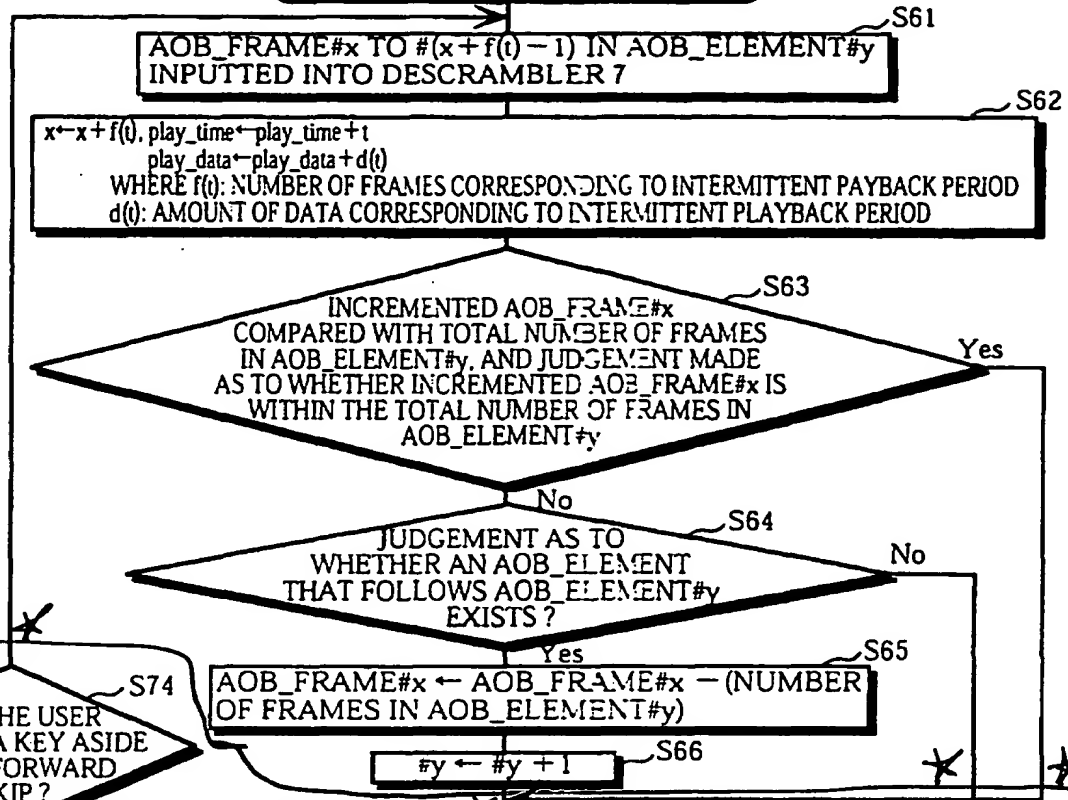 S61
AOB_FRAME#x TO #(x+f(t)-1) IN AOB_ELEMENT#y
INPUTTED INTO DESCRAMBLER 7
S62
x←x+f(t), play_time←play_time+t
play_data←play_data+d(t)
WHERE f(t): NUMBER OF FRAMES CORRESPONDING TO INTERMITTENT PAYBACK PERIOD
d(t): AMOUNT OF DATA CORRESPONDING TO INTERMITTENT PLAYBACK PERIOD
S63
INCREMENTED AOB_FRAME#x
COMPARED WITH TOTAL NUMBER OF FRAMES
IN AOB_ELEMENT#y, AND JUDGEMENT MADE
AS TO WHETHER INCREMENTED AOB_FRAME#x IS
WITHIN THE TOTAL NUMBER OF FRAMES IN
AOB_ELEMENT#y
Yes
No
S64
JUDGEMENT AS TO
WHETHER AN AOB_ELEMENT
THAT FOLLOWS AOB_ELEMENT#y
EXISTS ?
No
Yes
S65
AOB_FRAME#x ← AOB_FRAME#x - (NUMBER
OF FRAMES IN AOB_ELEMENT#y)
S74
HE USER
A KEY ASIDE
FORWARD
KIP ?
S66
#y ← #y +1